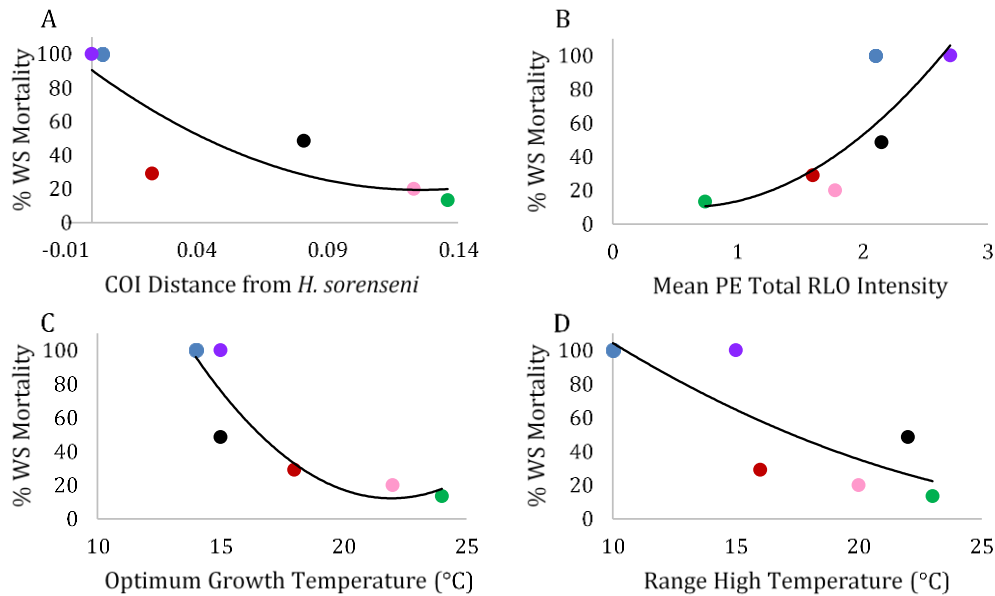 A
% WS Mortality
100
80
60
40
20
0
-0.01 0.04 0.09 0.14
COI Distance from H. sorenseni
B
% WS Mortality
100
80
60
40
20
0
0 1 2 3
Mean PE Total RLO Intensity
C
% WS Mortality
100
80
60
40
20
0
10 15 20 25
Optimum Growth Temperature (°C)
D
% WS Mortality
100
80
60
40
20
0
10 15 20 25
Range High Temperature (°C)